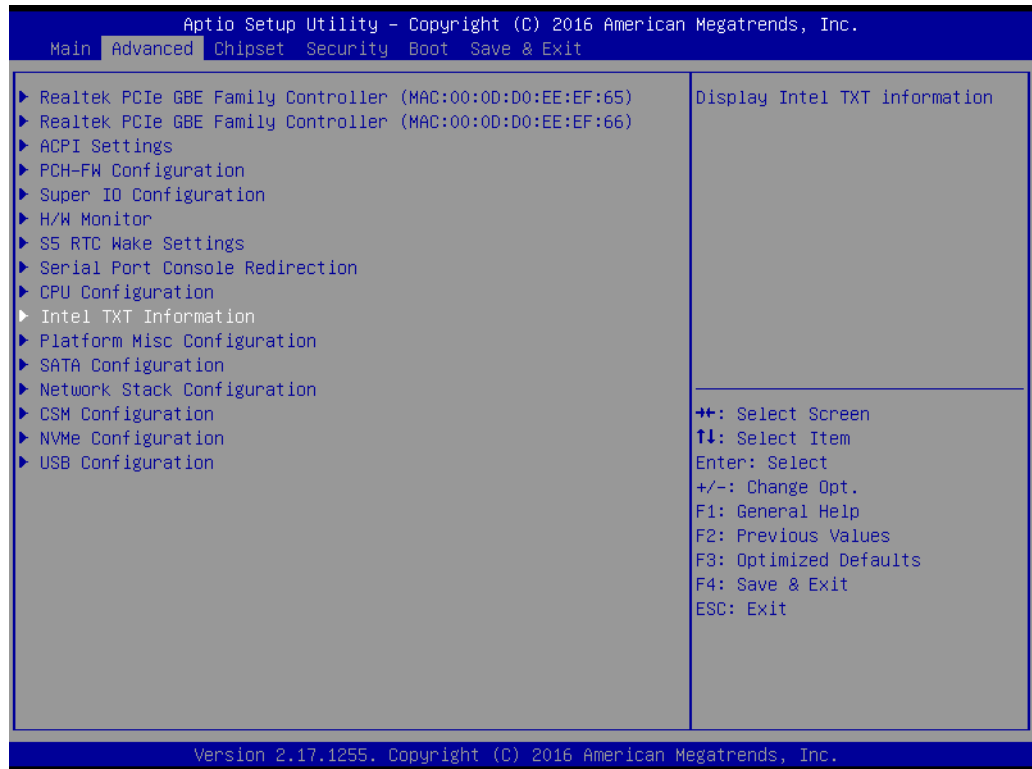 Aptio Setup Utility – Copyright (C) 2016 American Megatrends, Inc.
Main Advanced Chipset Security Boot Save & Exit
▶ Realtek PCIe GBE Family Controller (MAC:00:0D:D0:EE:EF:65)
▶ Realtek PCIe GBE Family Controller (MAC:00:0D:D0:EE:EF:66)
▶ ACPI Settings
▶ PCH-FW Configuration
▶ Super IO Configuration
▶ H/W Monitor
▶ S5 RTC Wake Settings
▶ Serial Port Console Redirection
▶ CPU Configuration
▶ Intel TXT Information
▶ Platform Misc Configuration
▶ SATA Configuration
▶ Network Stack Configuration
▶ CSM Configuration
▶ NVMe Configuration
▶ USB Configuration
Display Intel TXT information
→←: Select Screen
↑↓: Select Item
Enter: Select
+/-: Change Opt.
F1: General Help
F2: Previous Values
F3: Optimized Defaults
F4: Save & Exit
ESC: Exit
Version 2.17.1255. Copyright (C) 2016 American Megatrends, Inc.